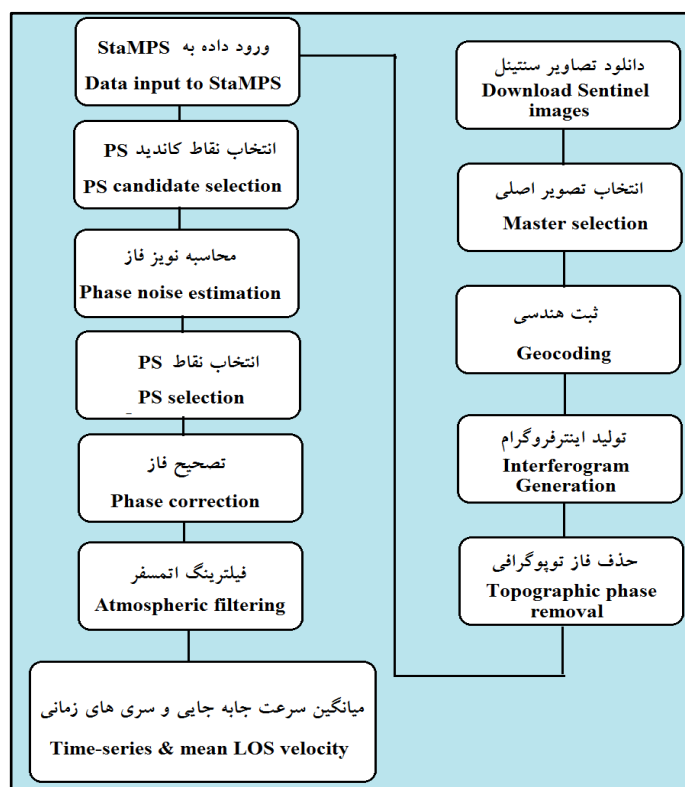 دانلود تصاویر سنتینل
Download Sentinel
images
انتخاب تصویر اصلی
Master selection
ثبت هندسی
Geocoding
تولید اینترفروگرام
Interferogram
Generation
حذف فاز توپوگرافی
Topographic phase
removal
ورود داده به StaMPS
Data input to StaMPS
انتخاب نقاط کاندید PS
PS candidate selection
محاسبه نویز فاز
Phase noise estimation
انتخاب نقاط PS
PS selection
تصحیح فاز
Phase correction
فیلترینگ اتمسفر
Atmospheric filtering
میانگین سرعت جابه جایی و سری های زمانی
Time-series & mean LOS velocity